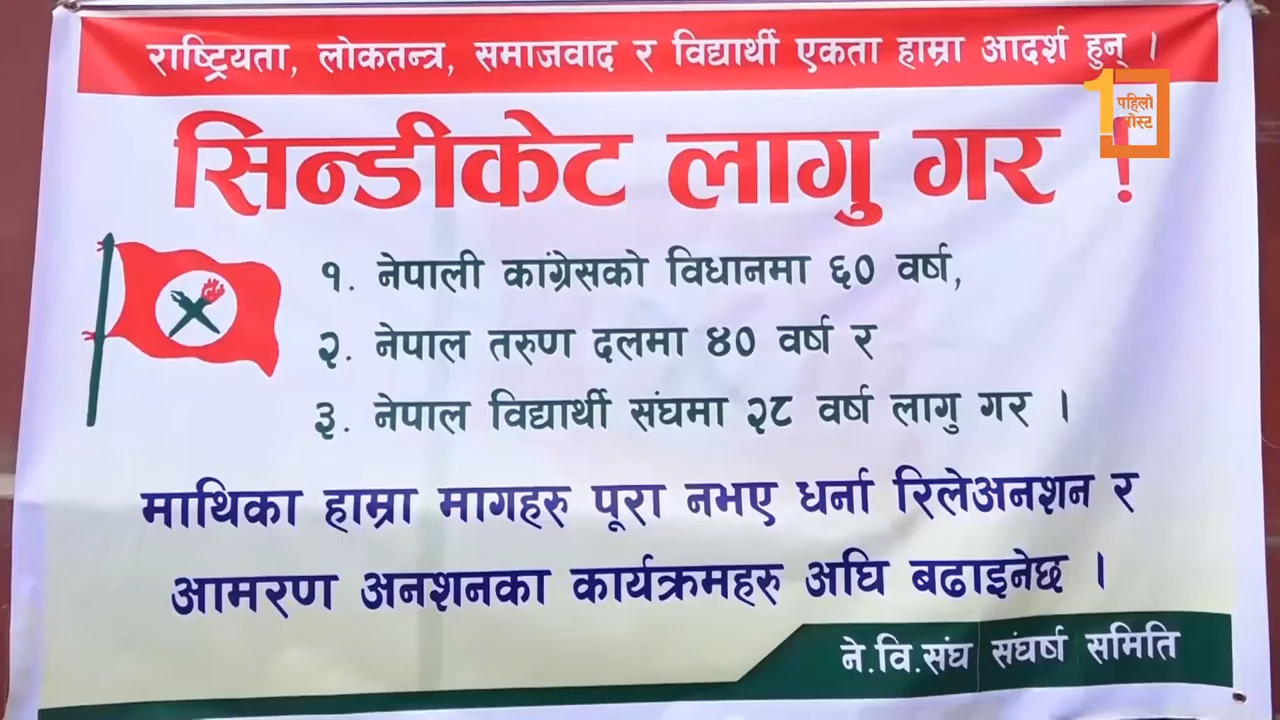 राष्ट्रियता, लोकतन्त्र, समाजवाद र विद्यार्थी एकता हाम्रा आदर्श हुन् ।
पहिलो
पोस्ट
सिन्डीकेट लागु गर !
१. नेपाली कांग्रेसको विधानमा ६० वर्ष,
२. नेपाल तरुण दलमा ४० वर्ष र
३. नेपाल विद्यार्थी संघमा २८ वर्ष लागु गर ।
माथिका हाम्रा मागहरु पूरा नभए धर्ना रिलेअनशन र
आमरण अनशनका कार्यक्रमहरु अघि बढाइनेछ ।
ने.वि.संघ संघर्ष समिति